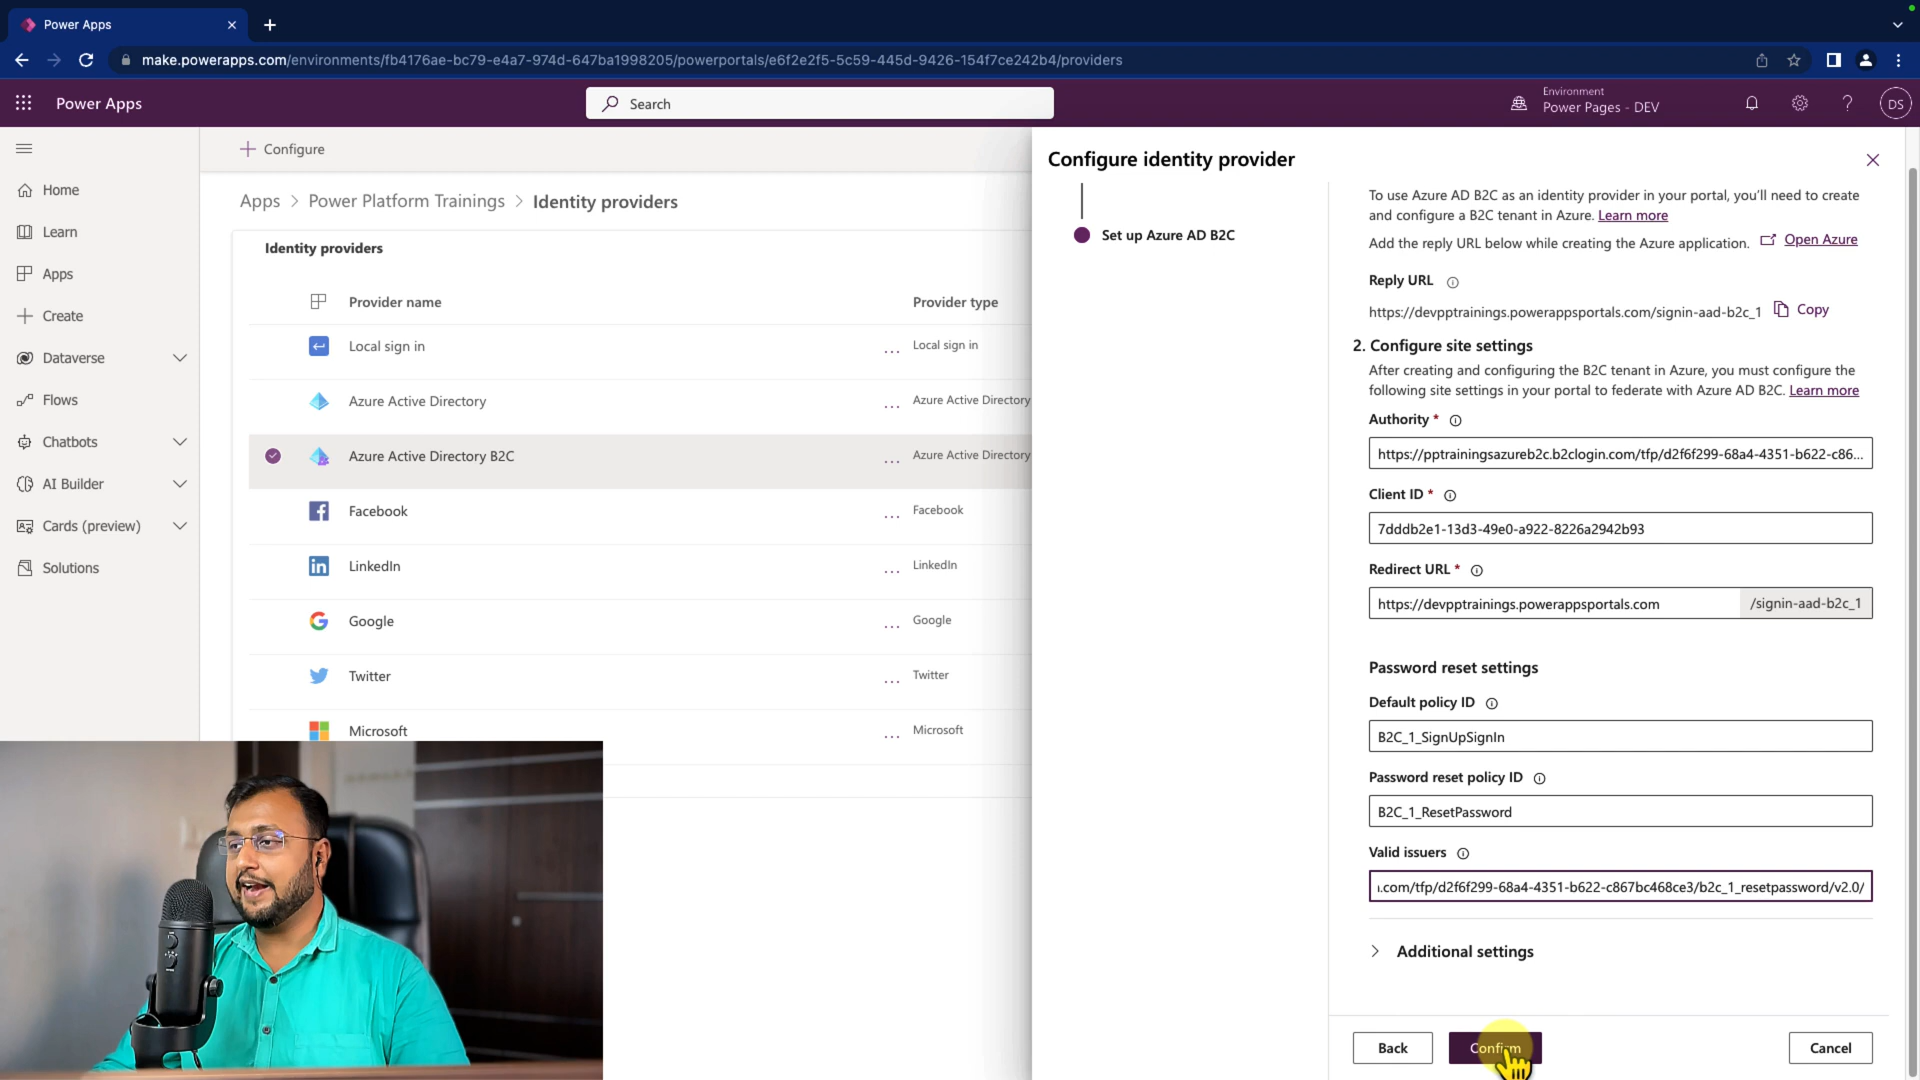 Power Apps
make.powerapps.com/environments/fb4176ae-bc79-e4a7-974d-647ba1998205/powerportals/e6f2e2f5-5c59-445d-9426-154f7ce242b4/providers
Power Apps
Search
Environment
Power Pages - DEV
DS
Home
Learn
Apps
Create
Dataverse
Flows
Chatbots
AI Builder
Cards (preview)
Solutions
Configure
Apps > Power Platform Trainings > Identity providers
Identity providers
Provider name Provider type
Local sign in ... Local sign in
Azure Active Directory ... Azure Active Directory
Azure Active Directory B2C ... Azure Active Directory
Facebook ... Facebook
LinkedIn ... LinkedIn
Google ... Google
Twitter ... Twitter
Microsoft ... Microsoft
Configure identity provider
Set up Azure AD B2C
To use Azure AD B2C as an identity provider in your portal, you'll need to create
and configure a B2C tenant in Azure. Learn more
Add the reply URL below while creating the Azure application. Open Azure
Reply URL
https://devpptrainings.powerappsportals.com/signin-aad-b2c_1 Copy
2. Configure site settings
After creating and configuring the B2C tenant in Azure, you must configure the
following site settings in your portal to federate with Azure AD B2C. Learn more
Authority *
https://pptrainingsazureb2c.b2clogin.com/tfp/d2f6f299-68a4-4351-b622-c86...
Client ID *
7dddb2e1-13d3-49e0-a922-8226a2942b93
Redirect URL *
https://devpptrainings.powerappsportals.com /signin-aad-b2c_1
Password reset settings
Default policy ID
B2C_1_SignUpSignIn
Password reset policy ID
B2C_1_ResetPassword
Valid issuers
.com/tfp/d2f6f299-68a4-4351-b622-c867bc468ce3/b2c_1_resetpassword/v2.0/
Additional settings
Back
Confirm
Cancel